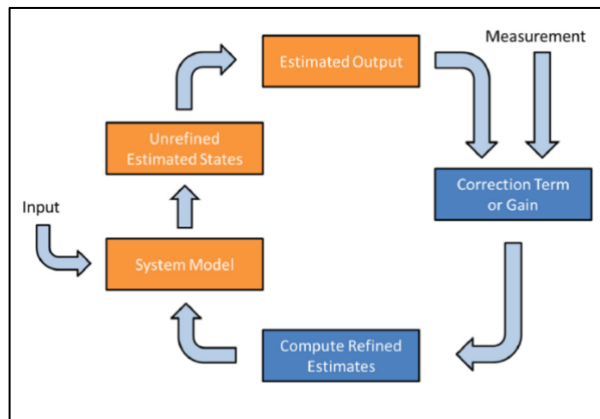 Estimated Output
Measurement
Unrefined
Estimated States
Correction Term
or Gain
Input
System Model
Compute Refined
Estimates